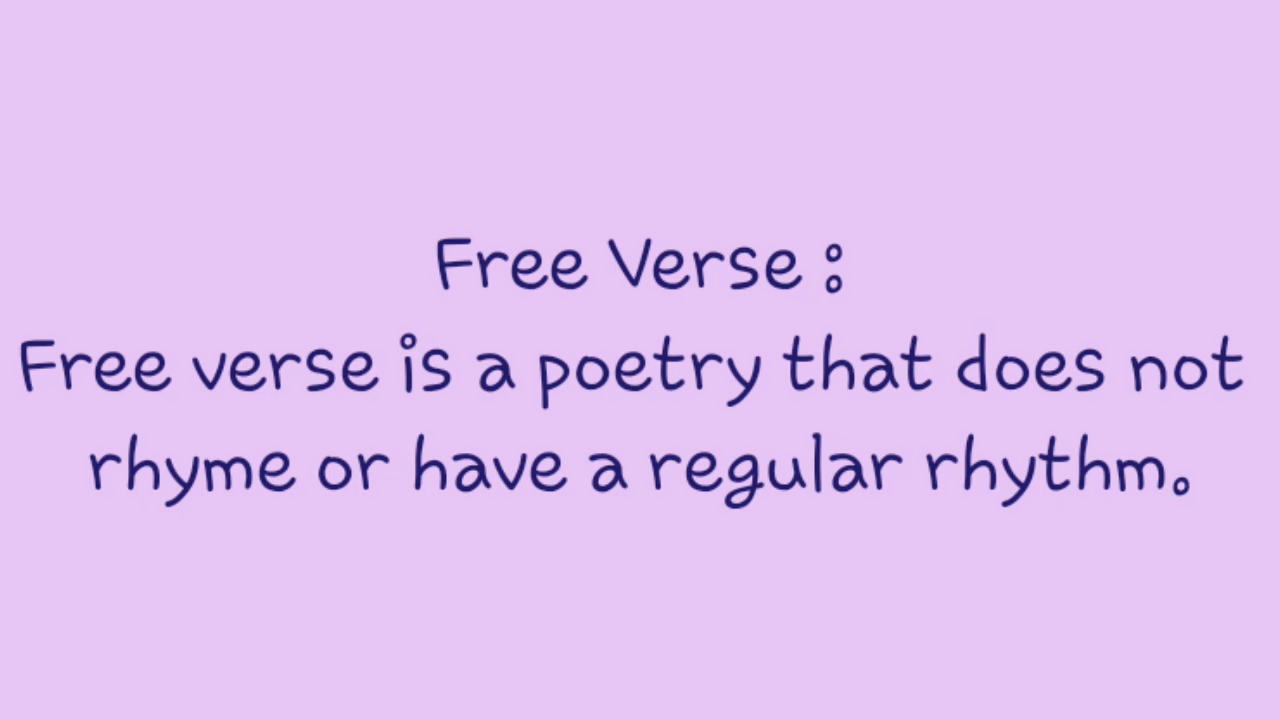 Free Verse :
Free verse is a poetry that does not
rhyme or have a regular rhythm.